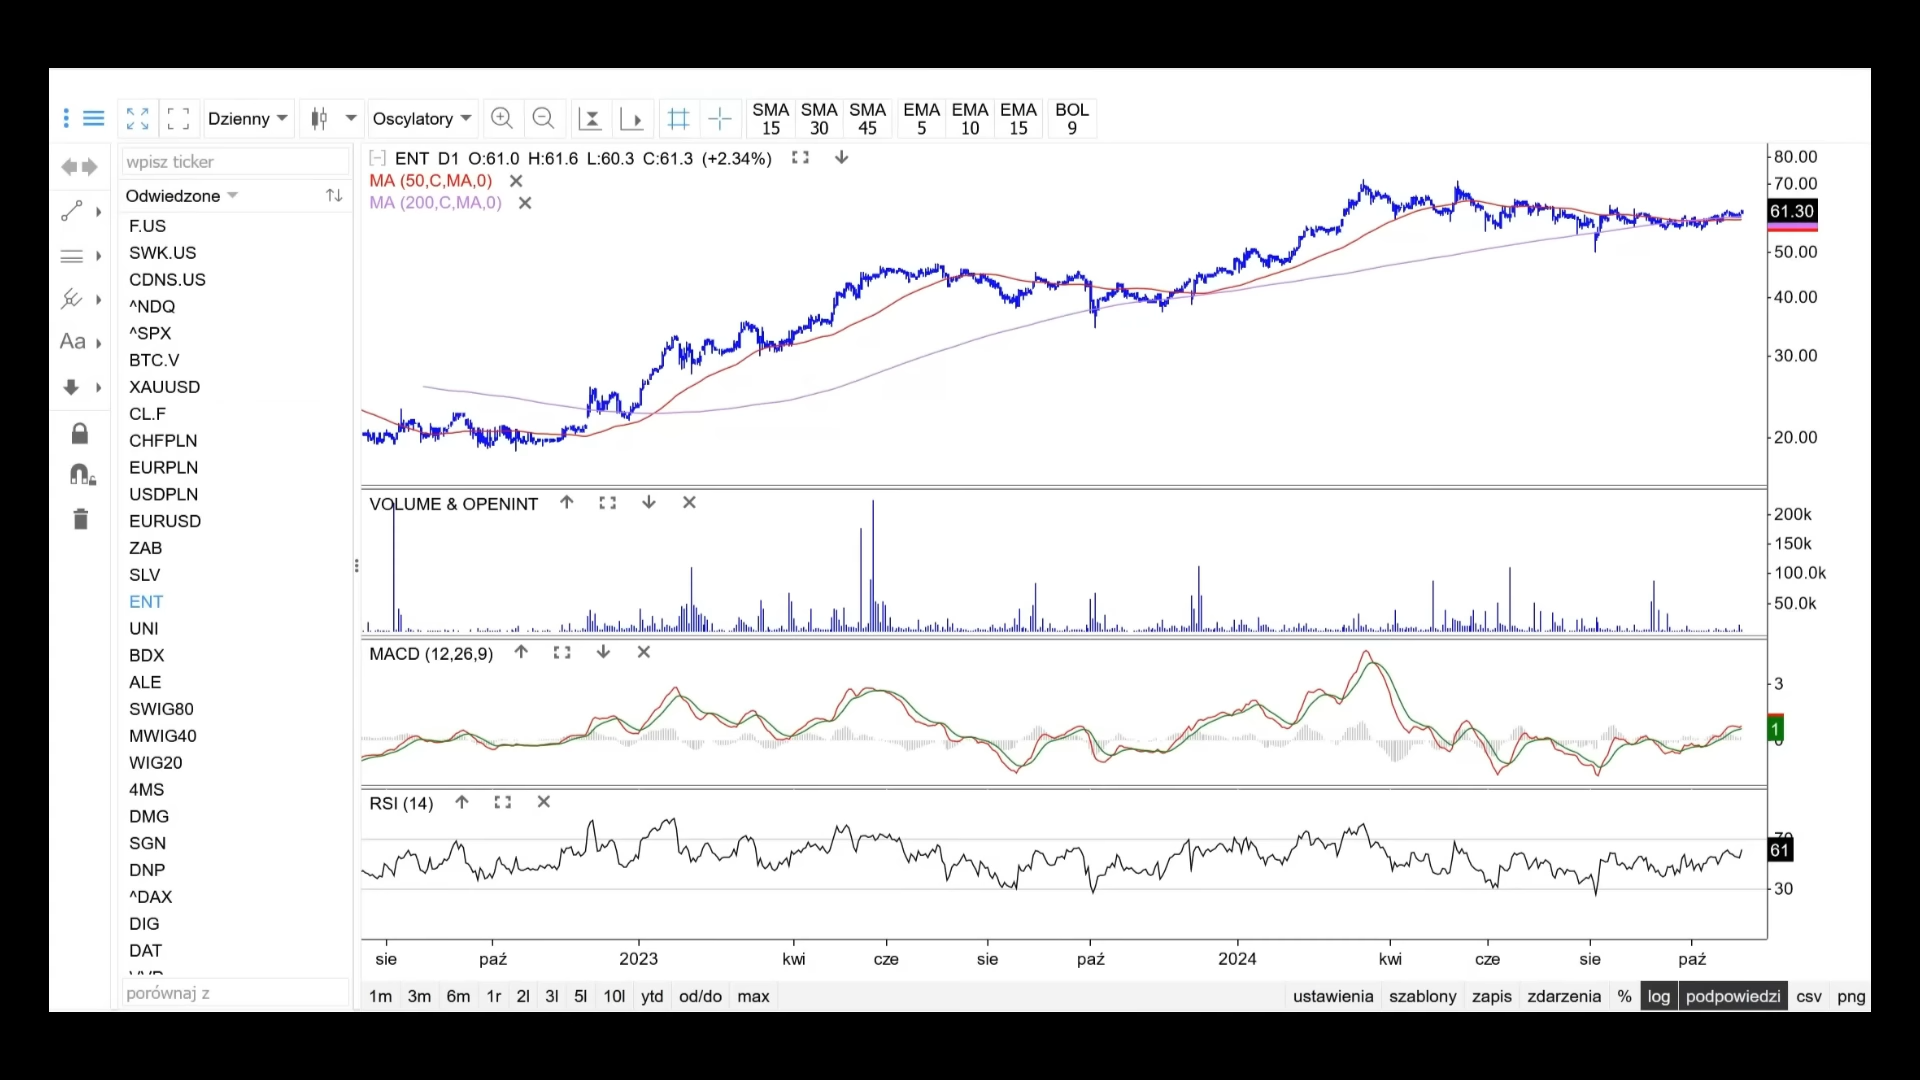 Dzienny
Oscylatory
SMA 15
SMA 30
SMA 45
EMA 5
EMA 10
EMA 15
BOL 9
wpisz ticker
Odwiedzone
F.US
SWK.US
CDNS.US
^NDQ
^SPX
BTC.V
XAUUSD
CL.F
CHFPLN
EURPLN
USDPLN
EURUSD
ZAB
SLV
ENT
UNI
BDX
ALE
SWIG80
MWIG40
WIG20
4MS
DMG
SGN
DNP
^DAX
DIG
DAT
porównaj z
Aa
ENT D1 O:61.0 H:61.6 L:60.3 C:61.3 (+2.34%)
MA (50,C,MA,0)
MA (200,C,MA,0)
80.00
70.00
61.30
50.00
40.00
30.00
20.00
VOLUME & OPENINT
200k
150k
100.0k
50.0k
MACD (12,26,9)
3
1
0
RSI (14)
70
61
30
sie paź 2023 kwi cze sie paź 2024 kwi cze sie paź
1m 3m 6m 1r 2l 3l 5l 10l ytd od/do max
ustawienia szablony zapis zdarzenia % log podpowiedzi csv png